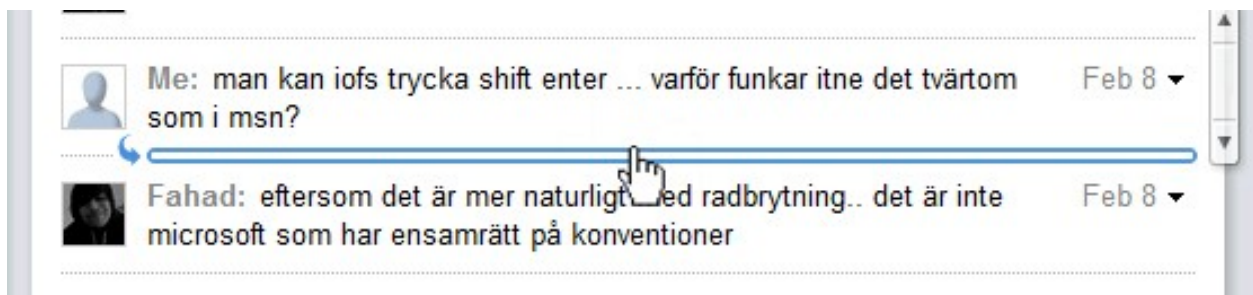 Me: man kan iofs trycka shift enter ... varför funkar itne det tvärtom Feb 8
som i msn?
Fahad: eftersom det är mer naturligt ed radbrytning.. det är inte Feb 8
microsoft som har ensamrätt på konventioner